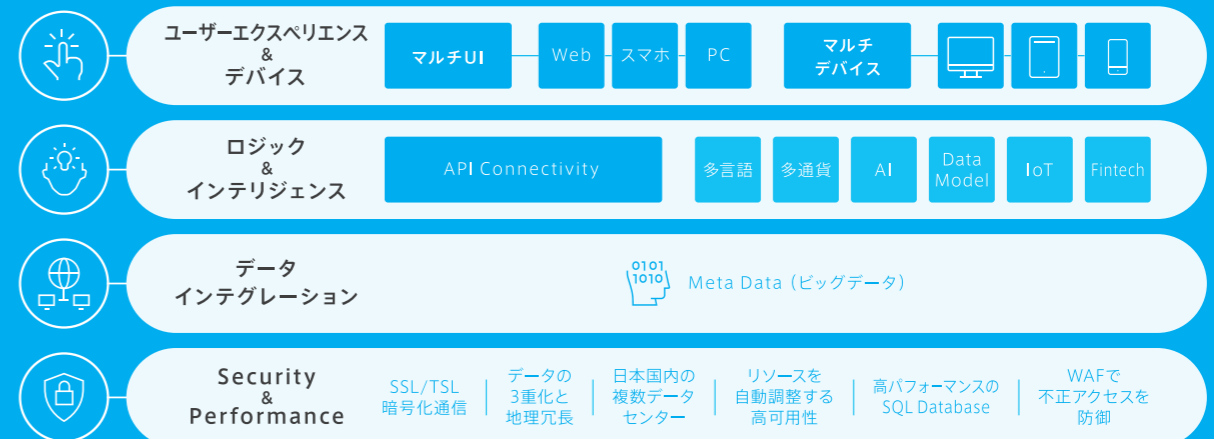 ユーザーエクスペリエンス
&
デバイス
マルチUI
Web
スマホ
PC
マルチ
デバイス
ロジック
&
インテリジェンス
API Connectivity
多言語
多通貨
AI
Data
Model
IoT
Fintech
データ
インテグレーション
0101
1010
Meta Data（ビッグデータ）
Security
&
Performance
SSL/TSL
暗号化通信
データの
3重化と
地理冗長
日本国内の
複数データ
センター
リソースを
自動調整する
高可用性
高パフォーマンスの
SQL Database
WAFで
不正アクセスを
防御